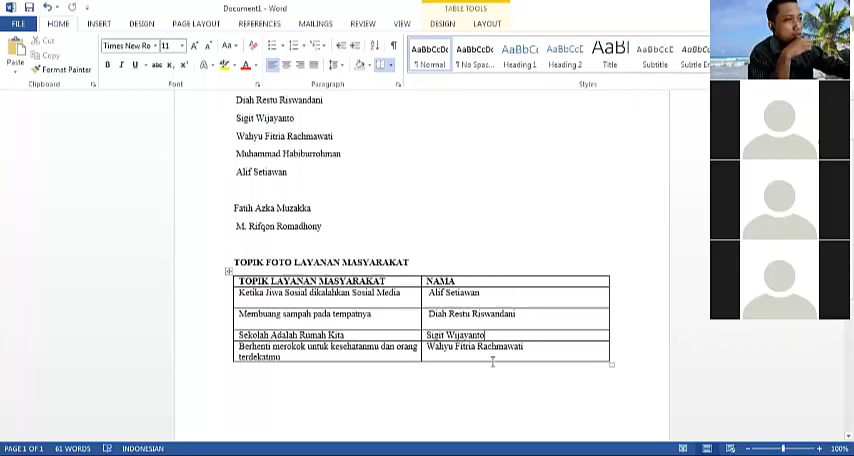 Document1 - Word
TABLE TOOLS
FILE HOME INSERT DESIGN PAGE LAYOUT REFERENCES MAILINGS REVIEW VIEW DESIGN LAYOUT
Paste
Cut
Copy
Format Painter
Clipboard
Times New Ro 11
Font
Paragraph
AaBbCcDc AaBbCcDc AaBbCc AaBbCcC AaBl AaBbCcC AaBbCcDc
¶ Normal ¶ No Spac... Heading 1 Heading 2 Title Subtitle Subtle E
Styles
Diah Restu Riswandani
Sigit Wijayanto
Wahyu Fitria Rachmawati
Muhammad Habiburrohman
Alif Setiawan
Fatih Azka Muzakka
M. Rifqon Romadhony
TOPIK FOTO LAYANAN MASYARAKAT
TOPIK LAYANAN MASYARAKAT NAMA
Ketika Jiwa Sosial dikalahkan Sosial Media Alif Setiawan
Membuang sampah pada tempatnya Diah Restu Riswandani
Sekolah Adalah Rumah Kita Sigit Wijayanto
Berhenti merokok untuk kesehatanmu dan orang terdekatmu Wahyu Fitria Rachmawati
PAGE 1 OF 1 61 WORDS INDONESIAN 100%